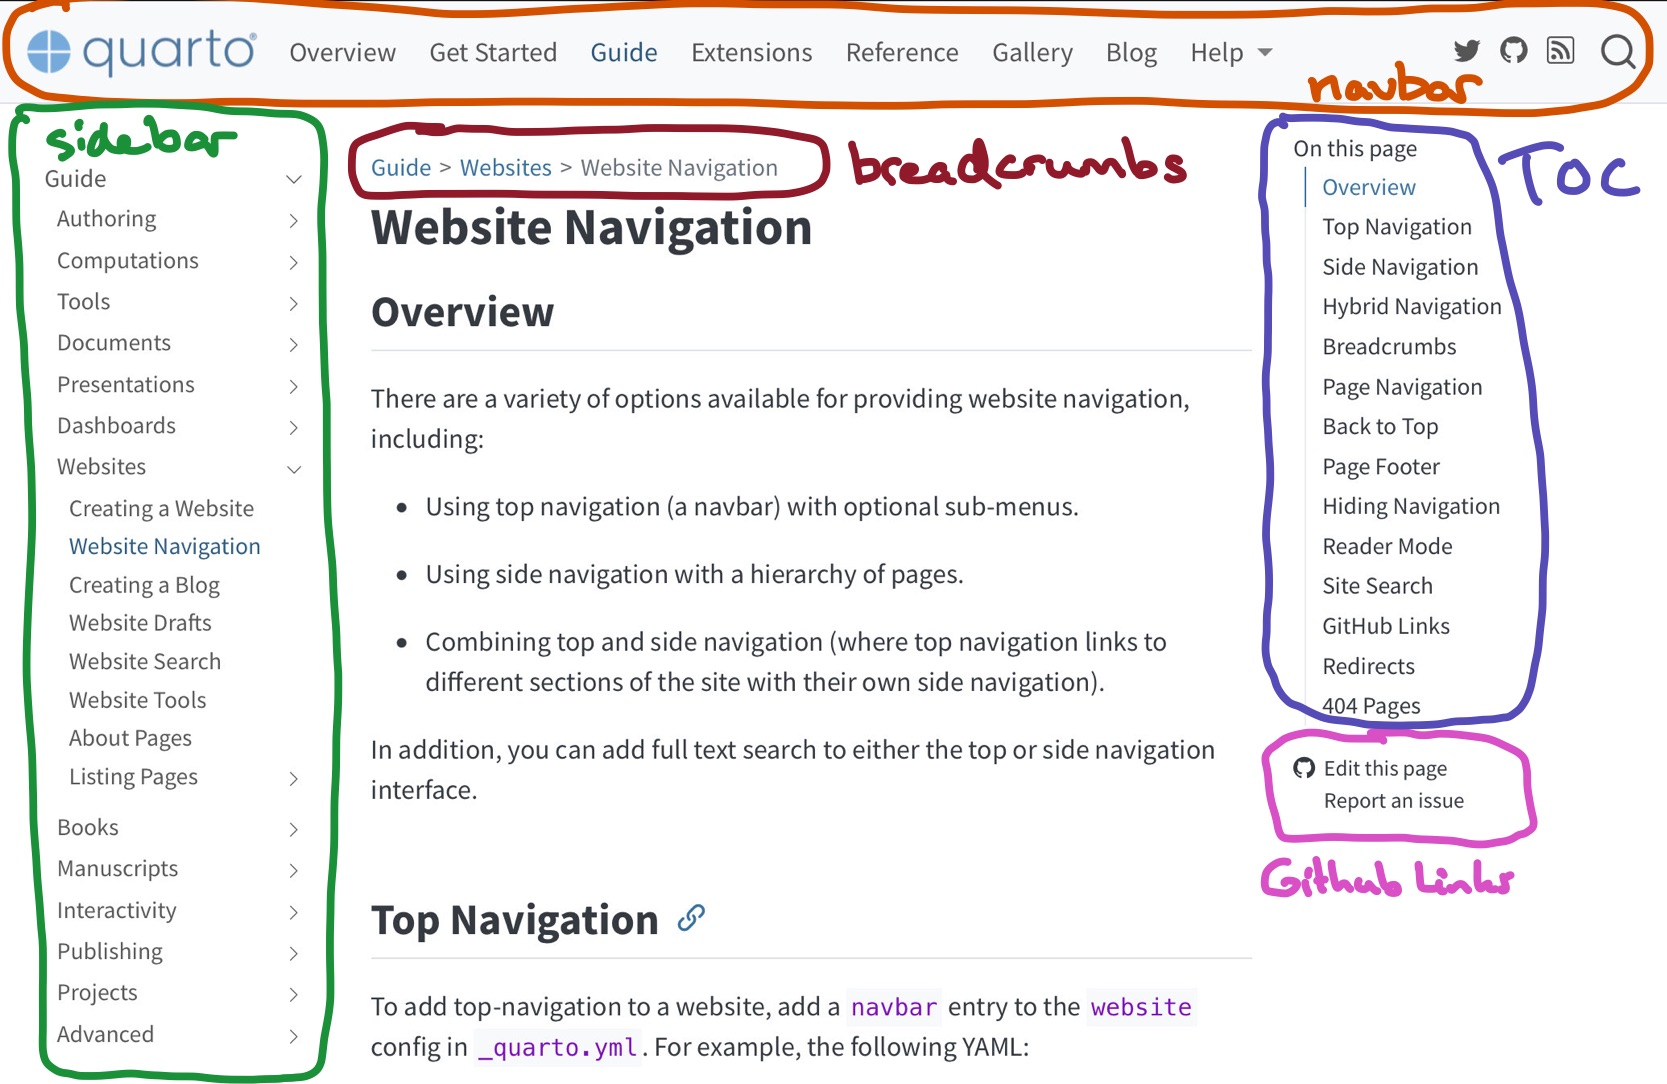 quarto®
Overview Get Started Guide Extensions Reference Gallery Blog Help
navbar
sidebar
Guide
Authoring
Computations
Tools
Documents
Presentations
Dashboards
Websites
Creating a Website
Website Navigation
Creating a Blog
Website Drafts
Website Search
Website Tools
About Pages
Listing Pages
Books
Manuscripts
Interactivity
Publishing
Projects
Advanced
Guide > Websites > Website Navigation
breadcrumbs
Website Navigation
Overview
There are a variety of options available for providing website navigation,
including:
• Using top navigation (a navbar) with optional sub-menus.
• Using side navigation with a hierarchy of pages.
• Combining top and side navigation (where top navigation links to
different sections of the site with their own side navigation).
In addition, you can add full text search to either the top or side navigation
interface.
Top Navigation
To add top-navigation to a website, add a navbar entry to the website
config in _quarto.yml. For example, the following YAML:
TOC
On this page
Overview
Top Navigation
Side Navigation
Hybrid Navigation
Breadcrumbs
Page Navigation
Back to Top
Page Footer
Hiding Navigation
Reader Mode
Site Search
GitHub Links
Redirects
404 Pages
Edit this page
Report an issue
Github Links